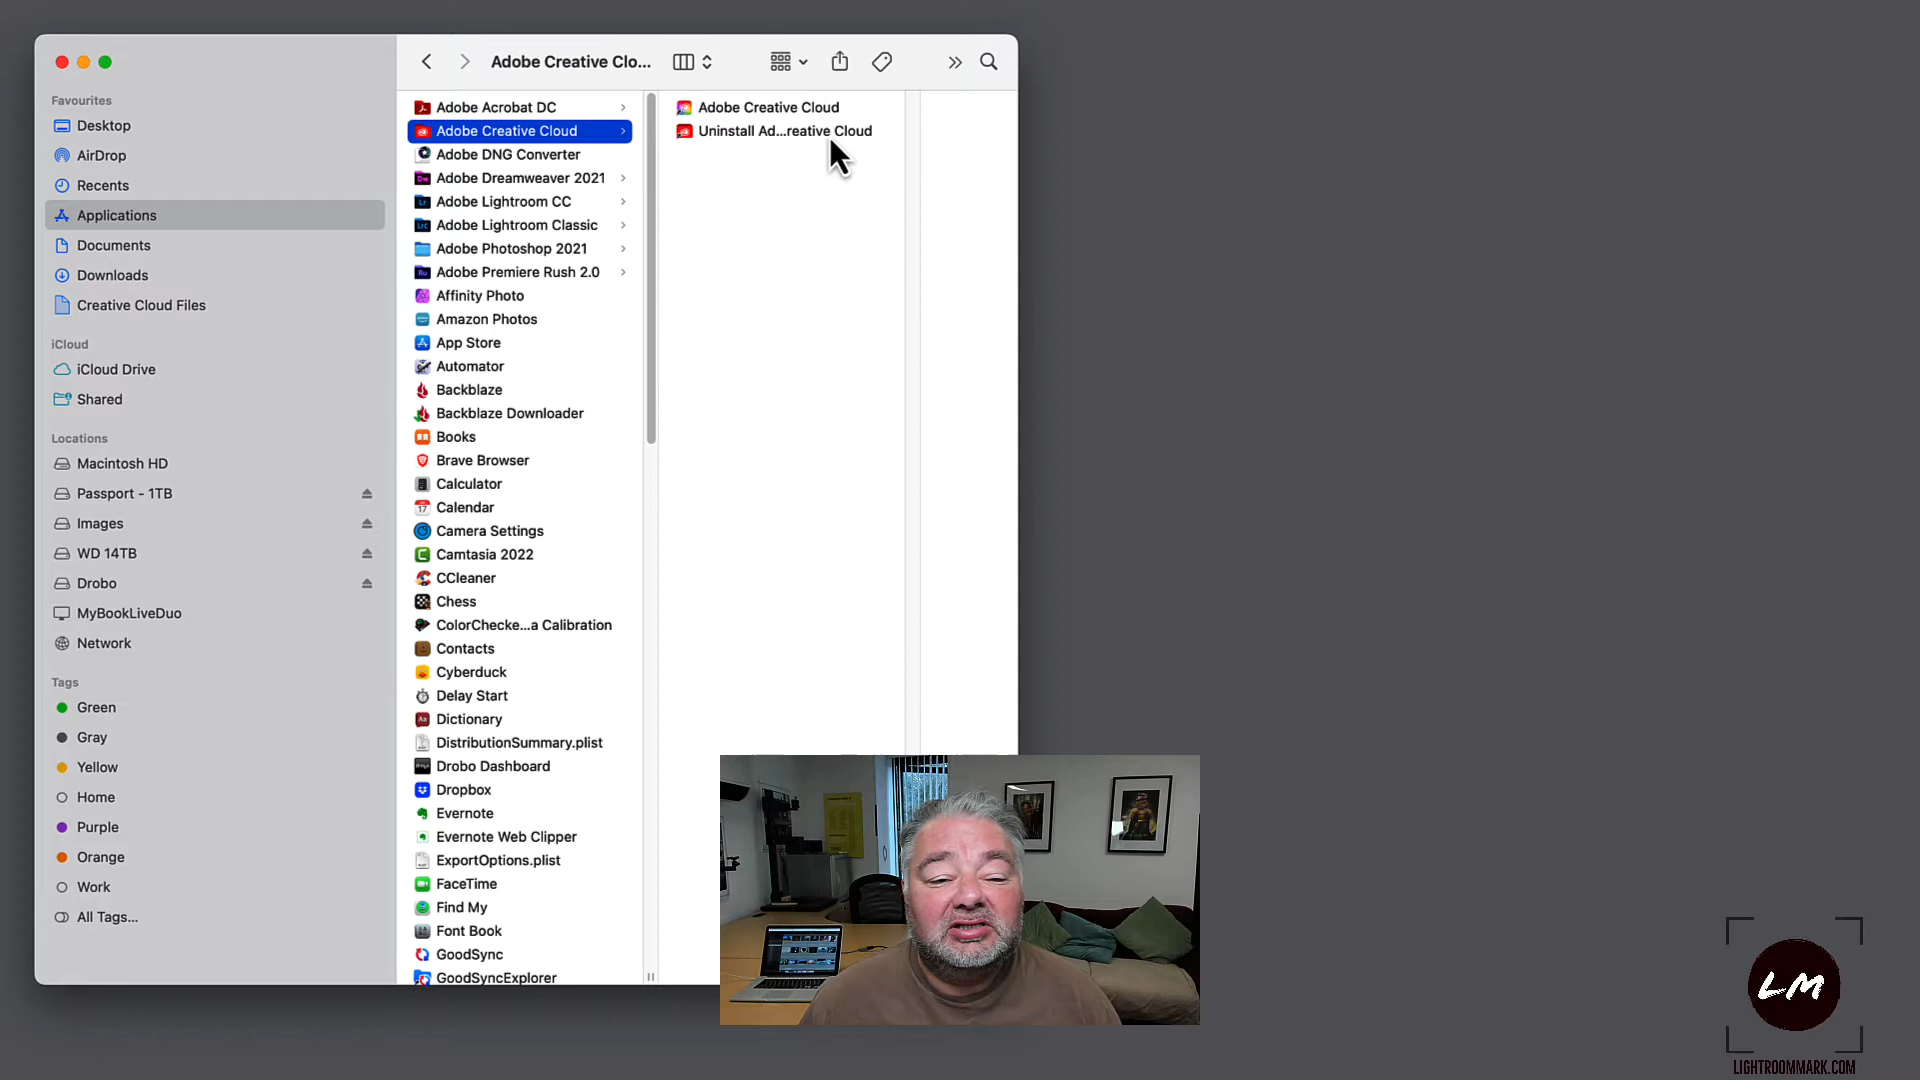 Adobe Creative Clo...
Favourites
Desktop
AirDrop
Recents
Applications
Documents
Downloads
Creative Cloud Files
iCloud
iCloud Drive
Shared
Locations
Macintosh HD
Passport - 1TB
Images
WD 14TB
Drobo
MyBookLiveDuo
Network
Tags
Green
Gray
Yellow
Home
Purple
Orange
Work
All Tags...
Adobe Acrobat DC
Adobe Creative Cloud
Adobe DNG Converter
Adobe Dreamweaver 2021
Adobe Lightroom CC
Adobe Lightroom Classic
Adobe Photoshop 2021
Adobe Premiere Rush 2.0
Affinity Photo
Amazon Photos
App Store
Automator
Backblaze
Backblaze Downloader
Books
Brave Browser
Calculator
Calendar
Camera Settings
Camtasia 2022
CCleaner
Chess
ColorChecke...a Calibration
Contacts
Cyberduck
Delay Start
Dictionary
DistributionSummary.plist
Drobo Dashboard
Dropbox
Evernote
Evernote Web Clipper
ExportOptions.plist
FaceTime
Find My
Font Book
GoodSync
GoodSyncExplorer
Adobe Creative Cloud
Uninstall Ad...reative Cloud
LM
LIGHTROOMMARK.COM